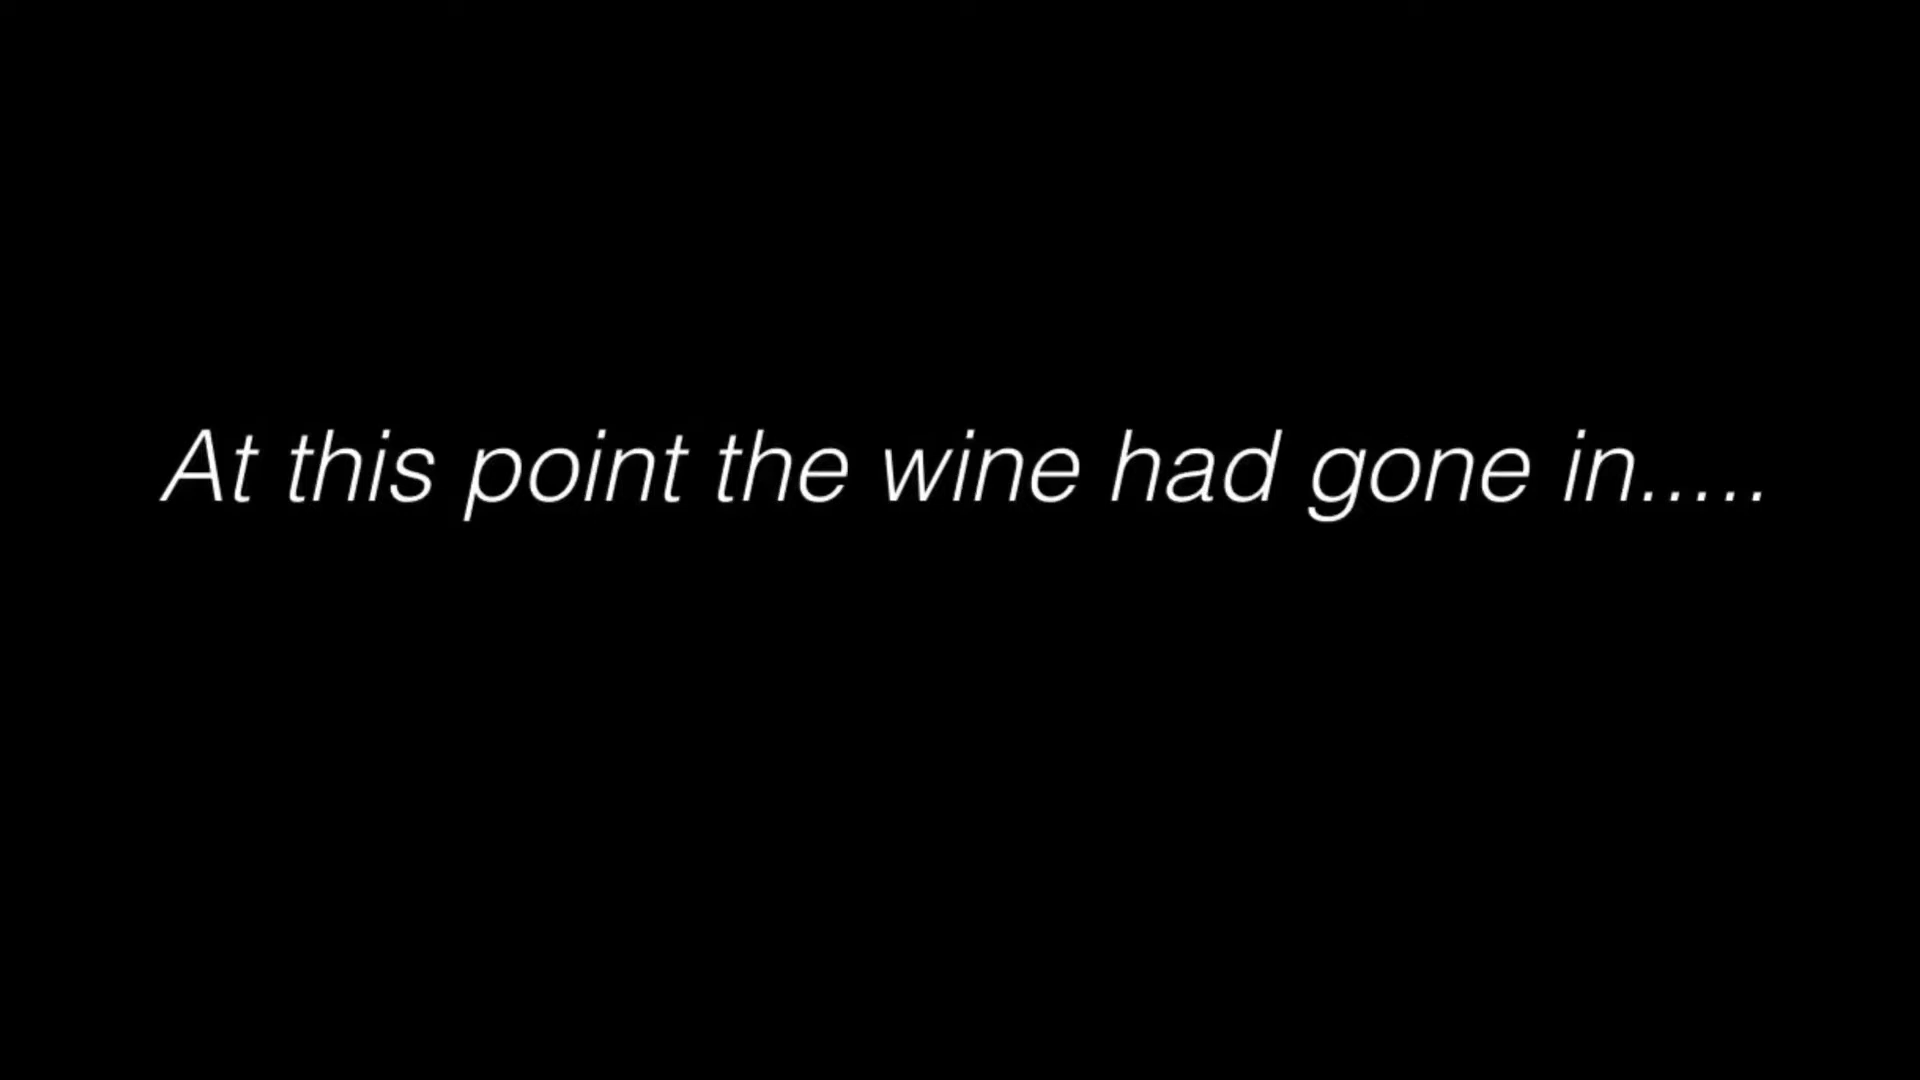 At this point the wine had gone in.....